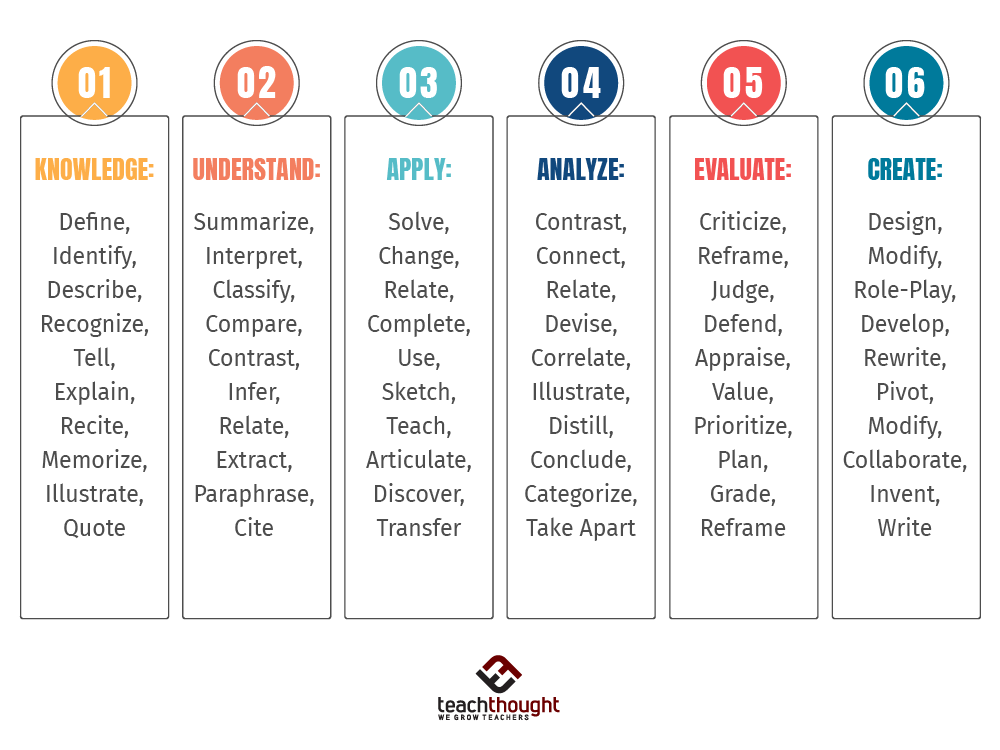 01
KNOWLEDGE:
Define,
Identify,
Describe,
Recognize,
Tell,
Explain,
Recite,
Memorize,
Illustrate,
Quote
02
UNDERSTAND:
Summarize,
Interpret,
Classify,
Compare,
Contrast,
Infer,
Relate,
Extract,
Paraphrase,
Cite
03
APPLY:
Solve,
Change,
Relate,
Complete,
Use,
Sketch,
Teach,
Articulate,
Discover,
Transfer
04
ANALYZE:
Contrast,
Connect,
Relate,
Devise,
Correlate,
Illustrate,
Distill,
Conclude,
Categorize,
Take Apart
05
EVALUATE:
Criticize,
Reframe,
Judge,
Defend,
Appraise,
Value,
Prioritize,
Plan,
Grade,
Reframe
06
CREATE:
Design,
Modify,
Role-Play,
Develop,
Rewrite,
Pivot,
Modify,
Collaborate,
Invent,
Write
teachthought
WE GROW TEACHERS